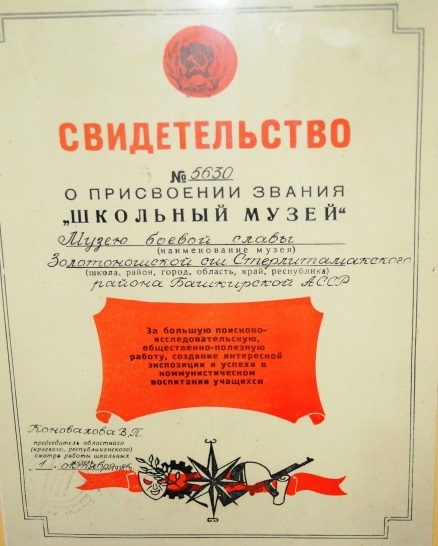 СВИДЕТЕЛЬСТВО
№ 5630
О ПРИСВОЕНИИ ЗВАНИЯ
„ШКОЛЬНЫЙ МУЗЕЙ“
Музею боевой славы
(наименование музея)
Золотоношской сш Стерлитамакского
(школа, район, город, область, край, республика)
района Башкирской АССР
За большую поисково-
исследовательскую,
общественно-полезную
работу, создание интересной
экспозиции и успехи в
коммунистическом
воспитании учащихся
Коновалова В.П.
председатель областного
(краевого, республиканского)
смотра работы школьных
музеев
1 октября